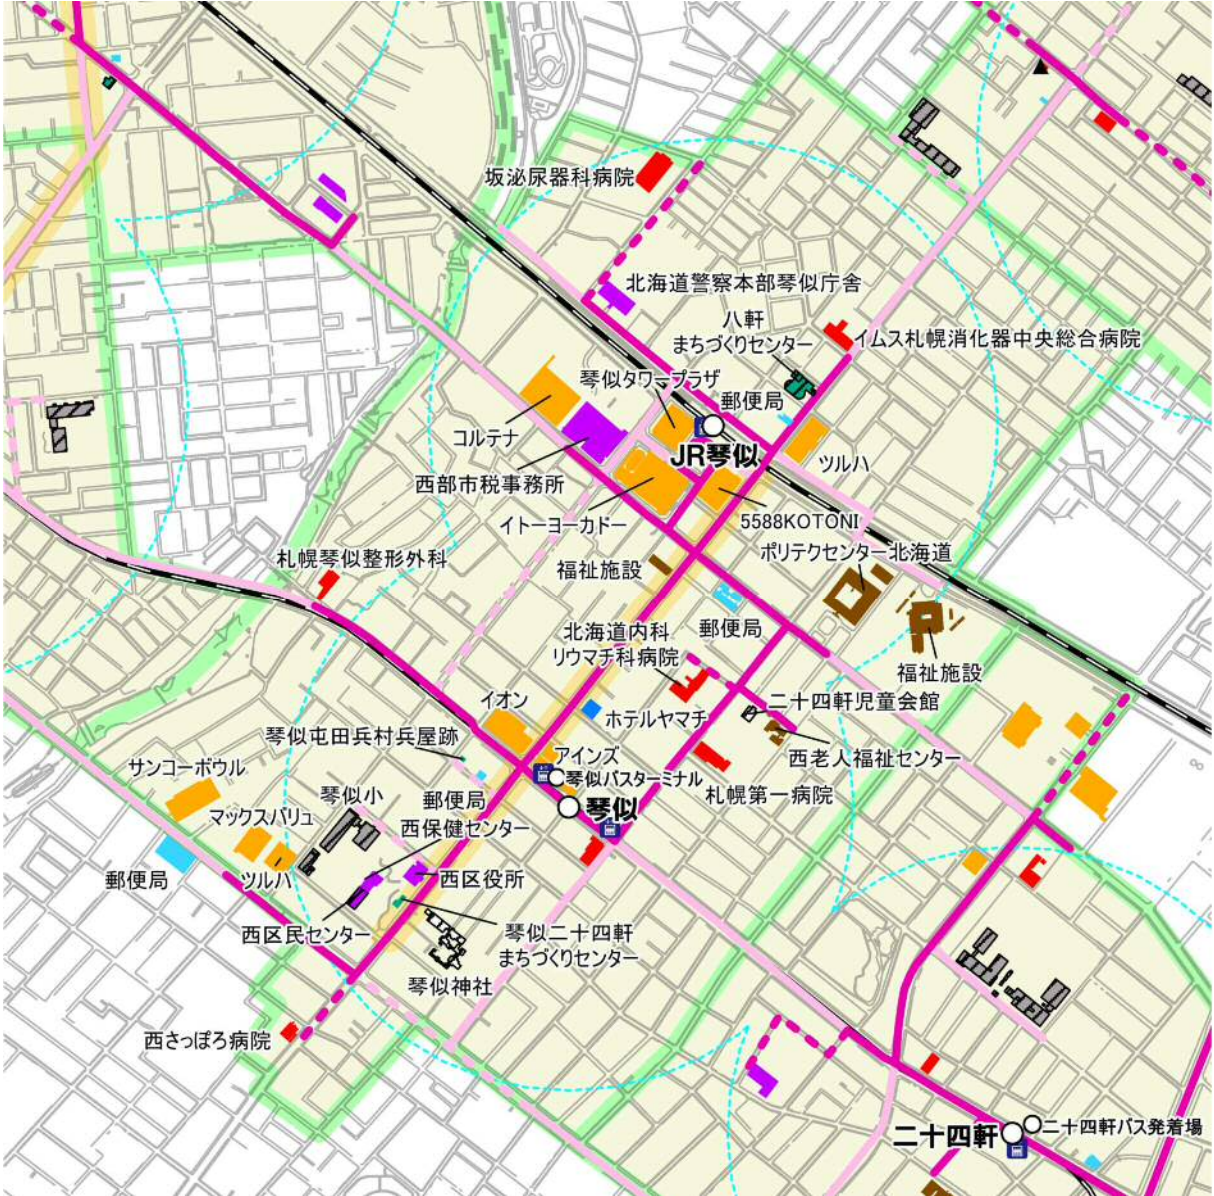 坂泌尿器科病院
北海道警察本部琴似庁舎
八軒
まちづくりセンター
イムス札幌消化器中央総合病院
琴似タワープラザ
郵便局
コルテナ
JR琴似
ツルハ
西部市税事務所
イトーヨーカドー
5588KOTONI
札幌琴似整形外科
福祉施設
ポリテクセンター北海道
北海道内科
リウマチ科病院
郵便局
福祉施設
イオン
二十四軒児童会館
ホテルヤマチ
琴似屯田兵村兵屋跡
アインズ
西老人福祉センター
サンコーボウル
琴似バスターミナル
琴似小
郵便局
琴似
札幌第一病院
マックスバリュ
西保健センター
郵便局
ツルハ
西区役所
西区民センター
琴似二十四軒
まちづくりセンター
琴似神社
西さっぽろ病院
二十四軒
二十四軒バス発着場